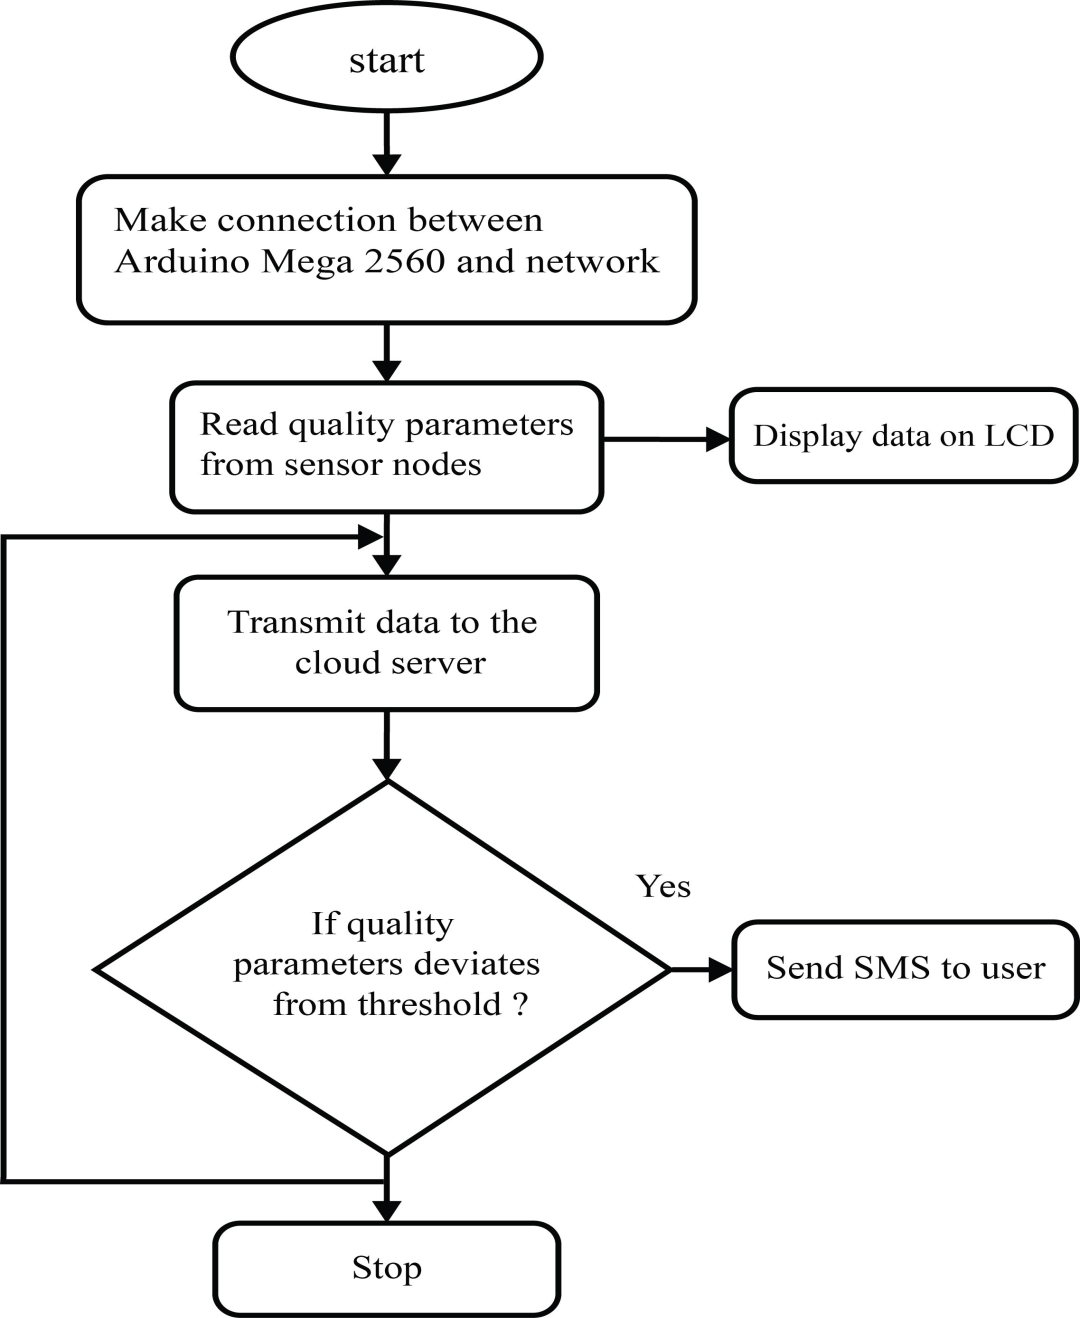 start
Make connection between
Arduino Mega 2560 and network
Read quality parameters
from sensor nodes
Display data on LCD
Transmit data to the
cloud server
If quality
parameters deviates
from threshold ?
Yes
Send SMS to user
Stop